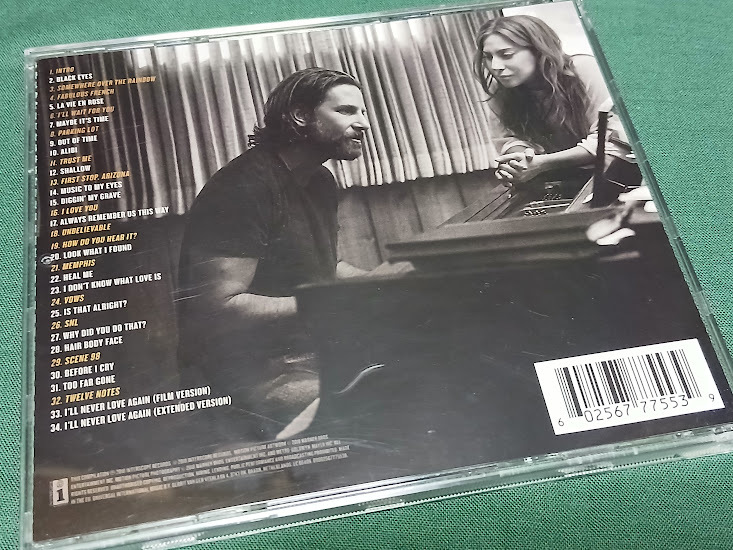 1. INTRO
2. BLACK EYES
3. SOMEWHERE OVER THE RAINBOW
4. FABULOUS FRENCH
5. LA VIE EN ROSE
6. I'LL WAIT FOR YOU
7. MAYBE IT'S TIME
8. PARKING LOT
9. OUT OF TIME
10. ALIBI
11. TRUST ME
12. SHALLOW
13. FIRST STOP, ARIZONA
14. MUSIC TO MY EYES
15. DIGGIN' MY GRAVE
16. I LOVE YOU
17. ALWAYS REMEMBER US THIS WAY
18. UNBELIEVABLE
19. HOW DO YOU HEAR IT?
20. LOOK WHAT I FOUND
21. MEMPHIS
22. HEAL ME
23. I DON'T KNOW WHAT LOVE IS
24. VOWS
25. IS THAT ALRIGHT?
26. SNL
27. WHY DID YOU DO THAT?
28. HAIR BODY FACE
29. SCENE 98
30. BEFORE I CRY
31. TOO FAR GONE
32. TWELVE NOTES
33. I'LL NEVER LOVE AGAIN (FILM VERSION)
34. I'LL NEVER LOVE AGAIN (EXTENDED VERSION)
6 02567 77553 9